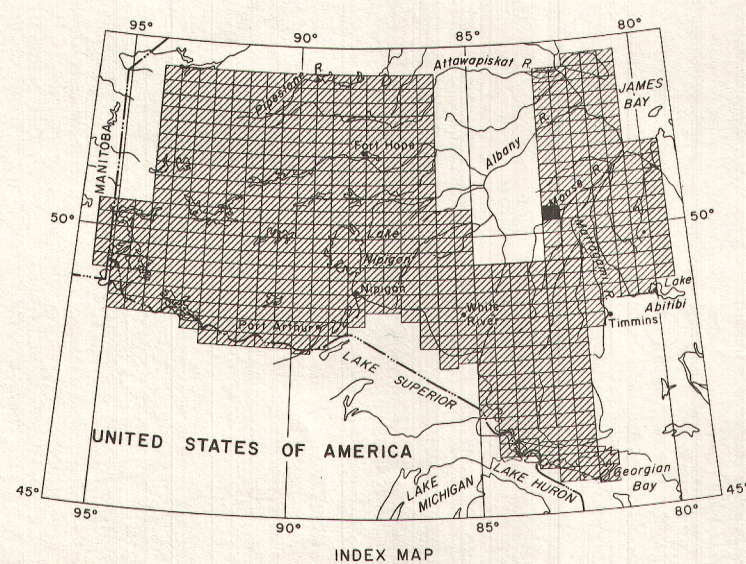 95°
90°
85°
80°
Attawapiskat R.
Pipestone R.
JAMES
BAY
MANITOBA
Fort Hope
Albany R.
Moose R.
50°
50°
Lake
Nipigon
Mattagami R.
Nipigon
Lake
Abitibi
White
River
Port Arthur
Timmins
LAKE SUPERIOR
UNITED STATES OF AMERICA
LAKE
MICHIGAN
LAKE HURON
Georgian
Bay
45°
45°
95°
90°
85°
80°
INDEX MAP